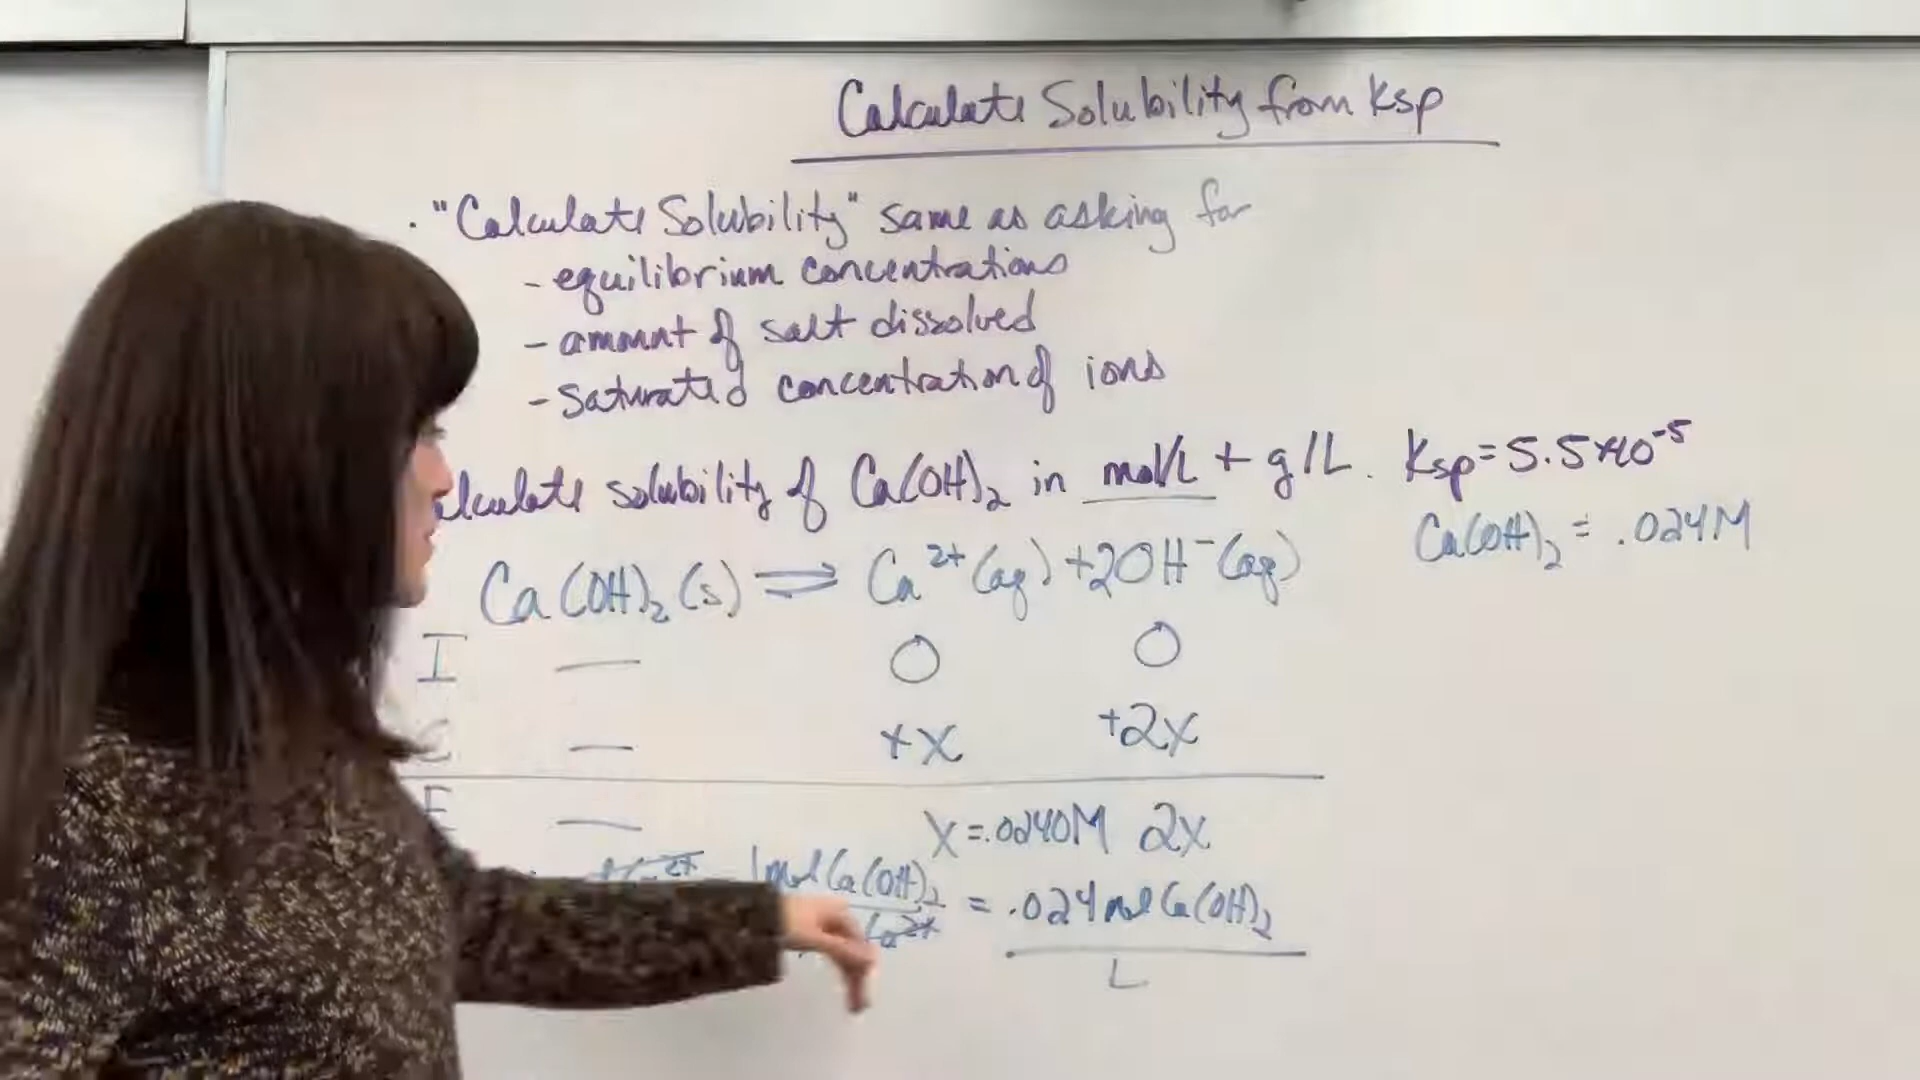 Calculate Solubility from Ksp
· "Calculate Solubility" same as asking for
- equilibrium concentrations
- amount of salt dissolved
- saturated concentration of ions
alculate solubility of Ca(OH)₂ in mol/L + g/L. Ksp = 5.5×10⁻⁵
Ca(OH)₂ = .024M
Ca(OH)₂(s) ⇌ Ca²⁺(aq) + 2OH⁻(aq)
I — 0 0
C — +x +2x
E — x = .0240M 2x
1 mol Ca(OH)₂ = .024 mol Ca(OH)₂
Ca²⁺ L